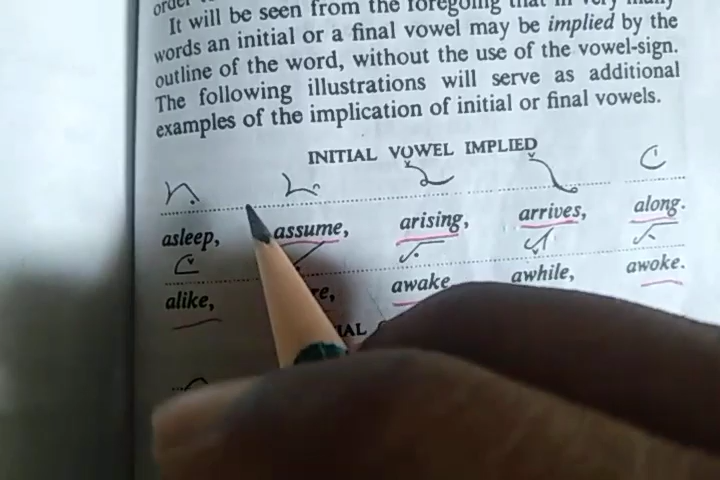 order
It will be seen from the foregoing that in very many
words an initial or a final vowel may be implied by the
outline of the word, without the use of the vowel-sign.
The following illustrations will serve as additional
examples of the implication of initial or final vowels.
INITIAL VOWEL IMPLIED
asleep, assume, arising, arrives, along.
alike, awake, awhile, awoke.